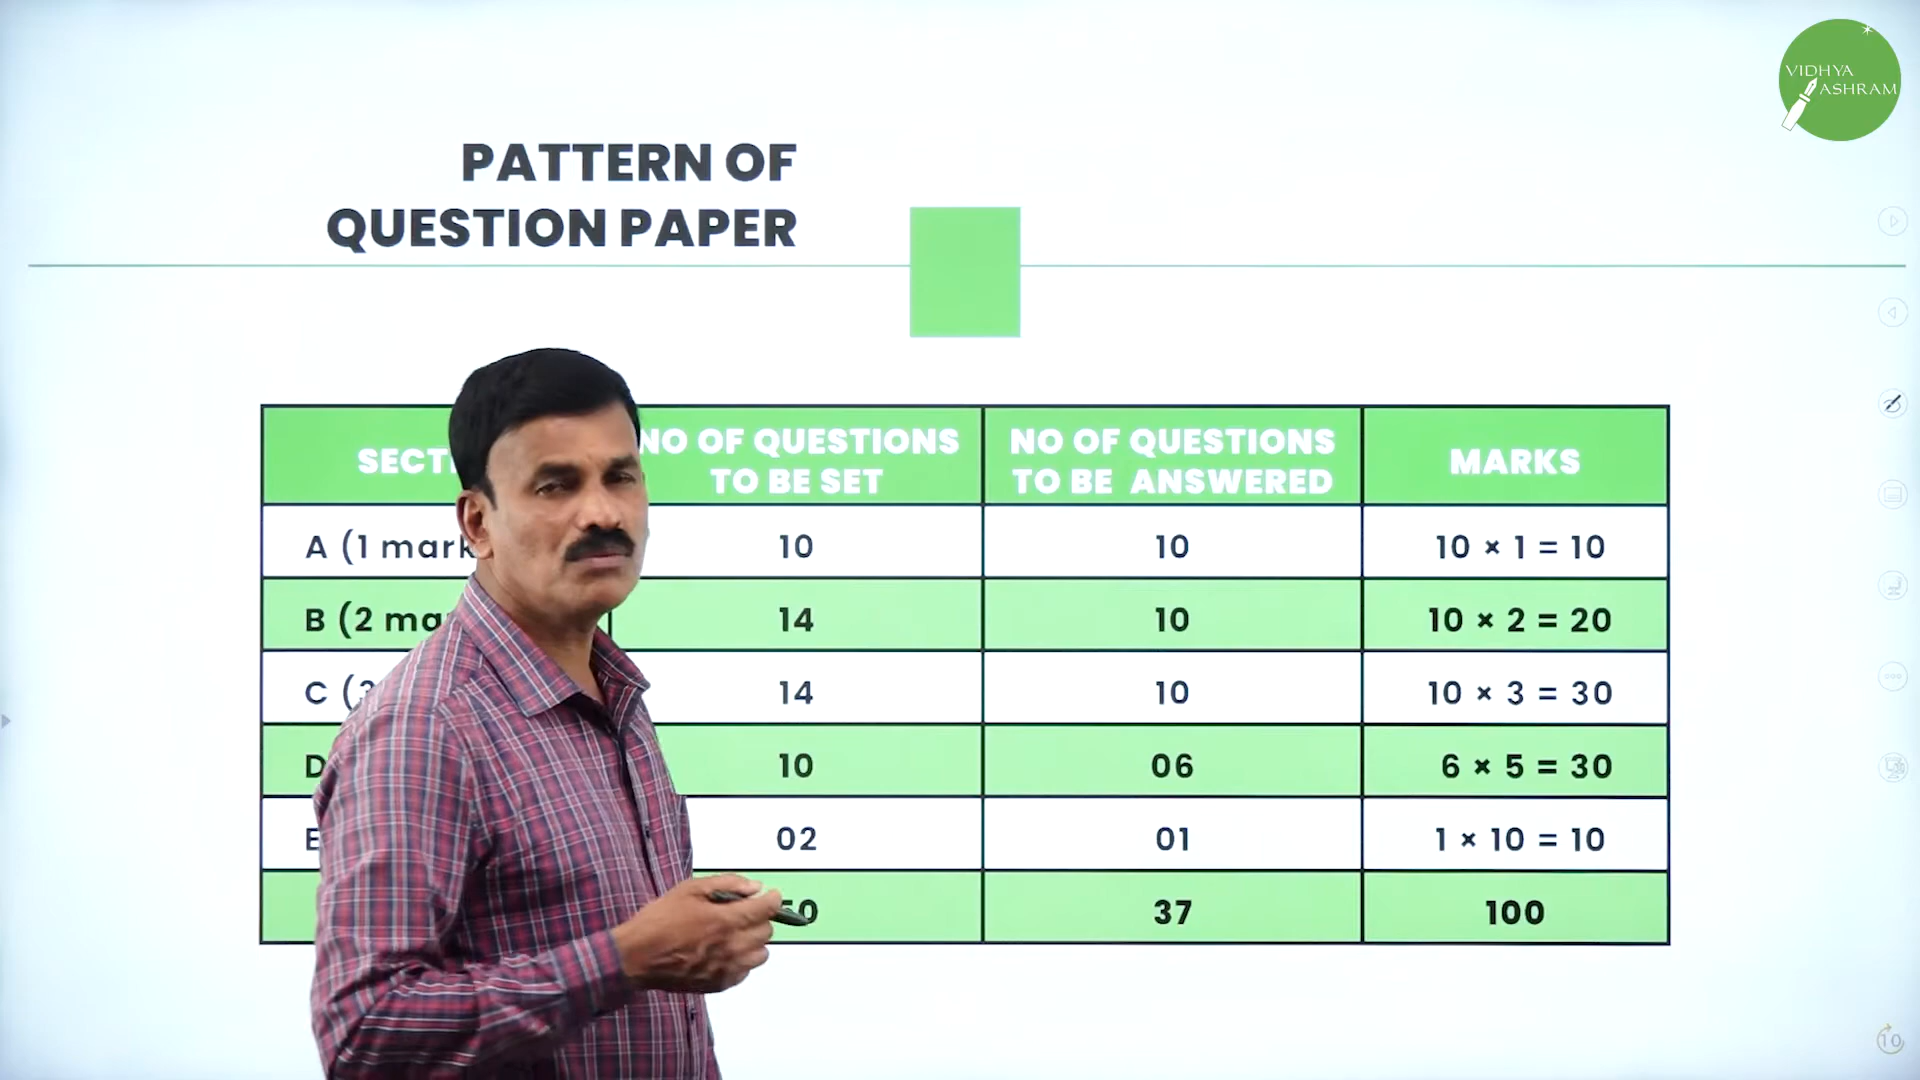 VIDHYA
ASHRAM
PATTERN OF
QUESTION PAPER
NO OF QUESTIONS TO BE SET
NO OF QUESTIONS TO BE  ANSWERED
MARKS
A (1 mark
10
10
10 × 1 = 10
B (2
14
10
10 × 2 = 20
C (3
14
10
10 × 3 = 30
D
10
06
6 × 5 = 30
E
02
01
1 × 10 = 10
37
100
10